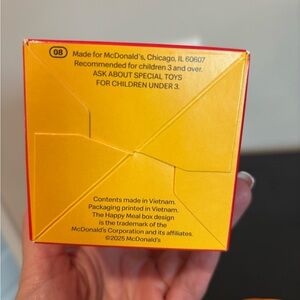 08 Made for McDonald's, Chicago, IL 60607
Recommended for children 3 and over.
ASK ABOUT SPECIAL TOYS
FOR CHILDREN UNDER 3.
Contents made in Vietnam.
Packaging printed in Vietnam.
The Happy Meal box design
is the trademark of the
McDonald's Corporation and its affiliates.
©2025 McDonald's